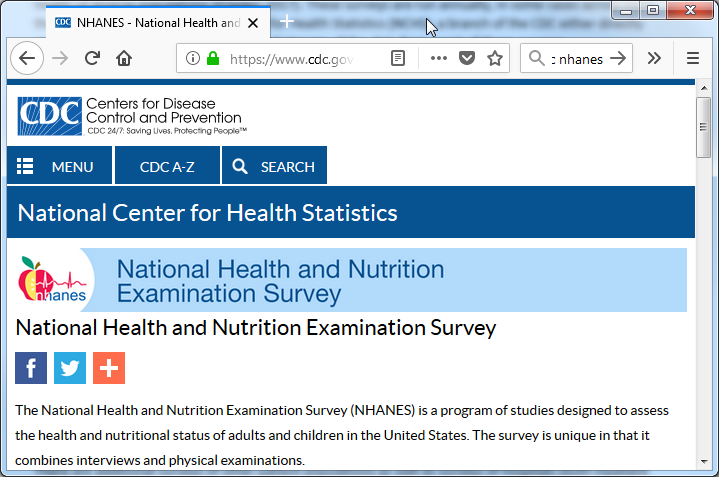 NHANES - National Health and
https://www.cdc.gov
nhanes
CDC
Centers for Disease
Control and Prevention
CDC 24/7: Saving Lives, Protecting People™
MENU
CDC A-Z
SEARCH
National Center for Health Statistics
nhanes
National Health and Nutrition
Examination Survey
National Health and Nutrition Examination Survey
The National Health and Nutrition Examination Survey (NHANES) is a program of studies designed to assess
the health and nutritional status of adults and children in the United States. The survey is unique in that it
combines interviews and physical examinations.